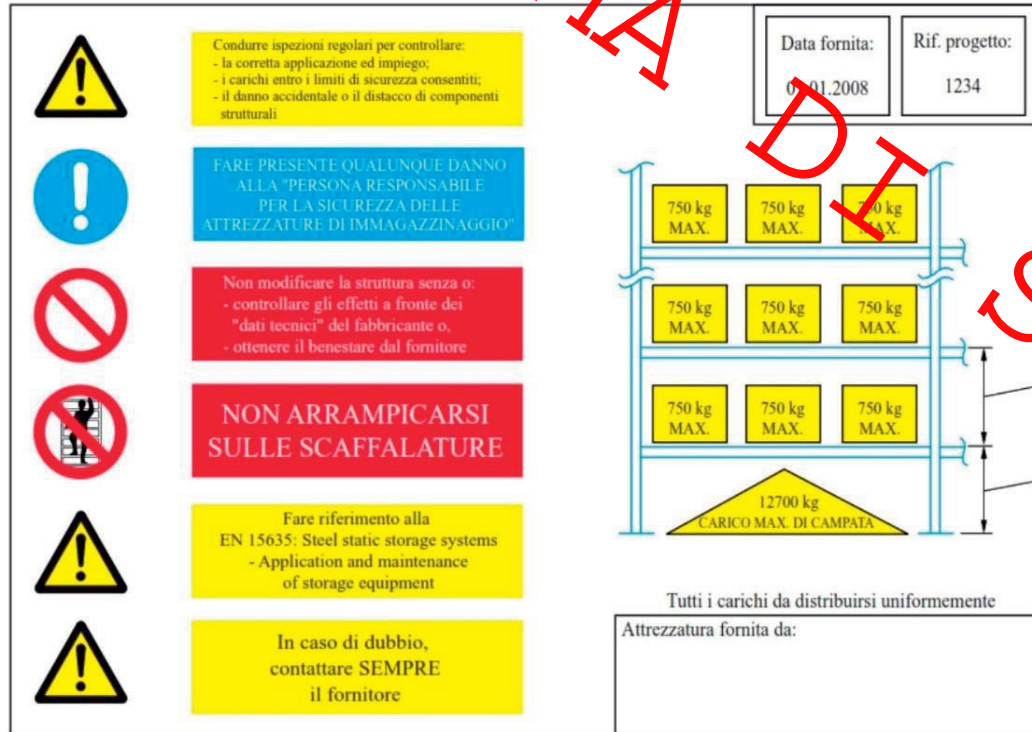 Condurre ispezioni regolari per controllare:
- la corretta applicazione ed impiego;
- i carichi entro i limiti di sicurezza consentiti;
- il danno accidentale o il distacco di componenti
strutturali
FARE PRESENTE QUALUNQUE DANNO
ALLA "PERSONA RESPONSABILE
PER LA SICUREZZA DELLE
ATTREZZATURE DI IMMAGAZZINAGGIO"
Non modificare la struttura senza o:
- controllare gli effetti a fronte dei
"dati tecnici" del fabbricante o,
- ottenere il benestare dal fornitore
NON ARRAMPICARSI
SULLE SCAFFALATURE
Fare riferimento alla
EN 15635: Steel static storage systems
- Application and maintenance
of storage equipment
In caso di dubbio,
contattare SEMPRE
il fornitore
Data fornita:
.01.2008
Rif. progetto:
1234
750 kg
MAX.
750 kg
MAX.
750 kg
MAX.
750 kg
MAX.
750 kg
MAX.
750 kg
MAX.
750 kg
MAX.
750 kg
MAX.
750 kg
MAX.
12700 kg
CARICO MAX. DI CAMPATA
Tutti i carichi da distribuirsi uniformemente
Attrezzatura fornita da:
DI